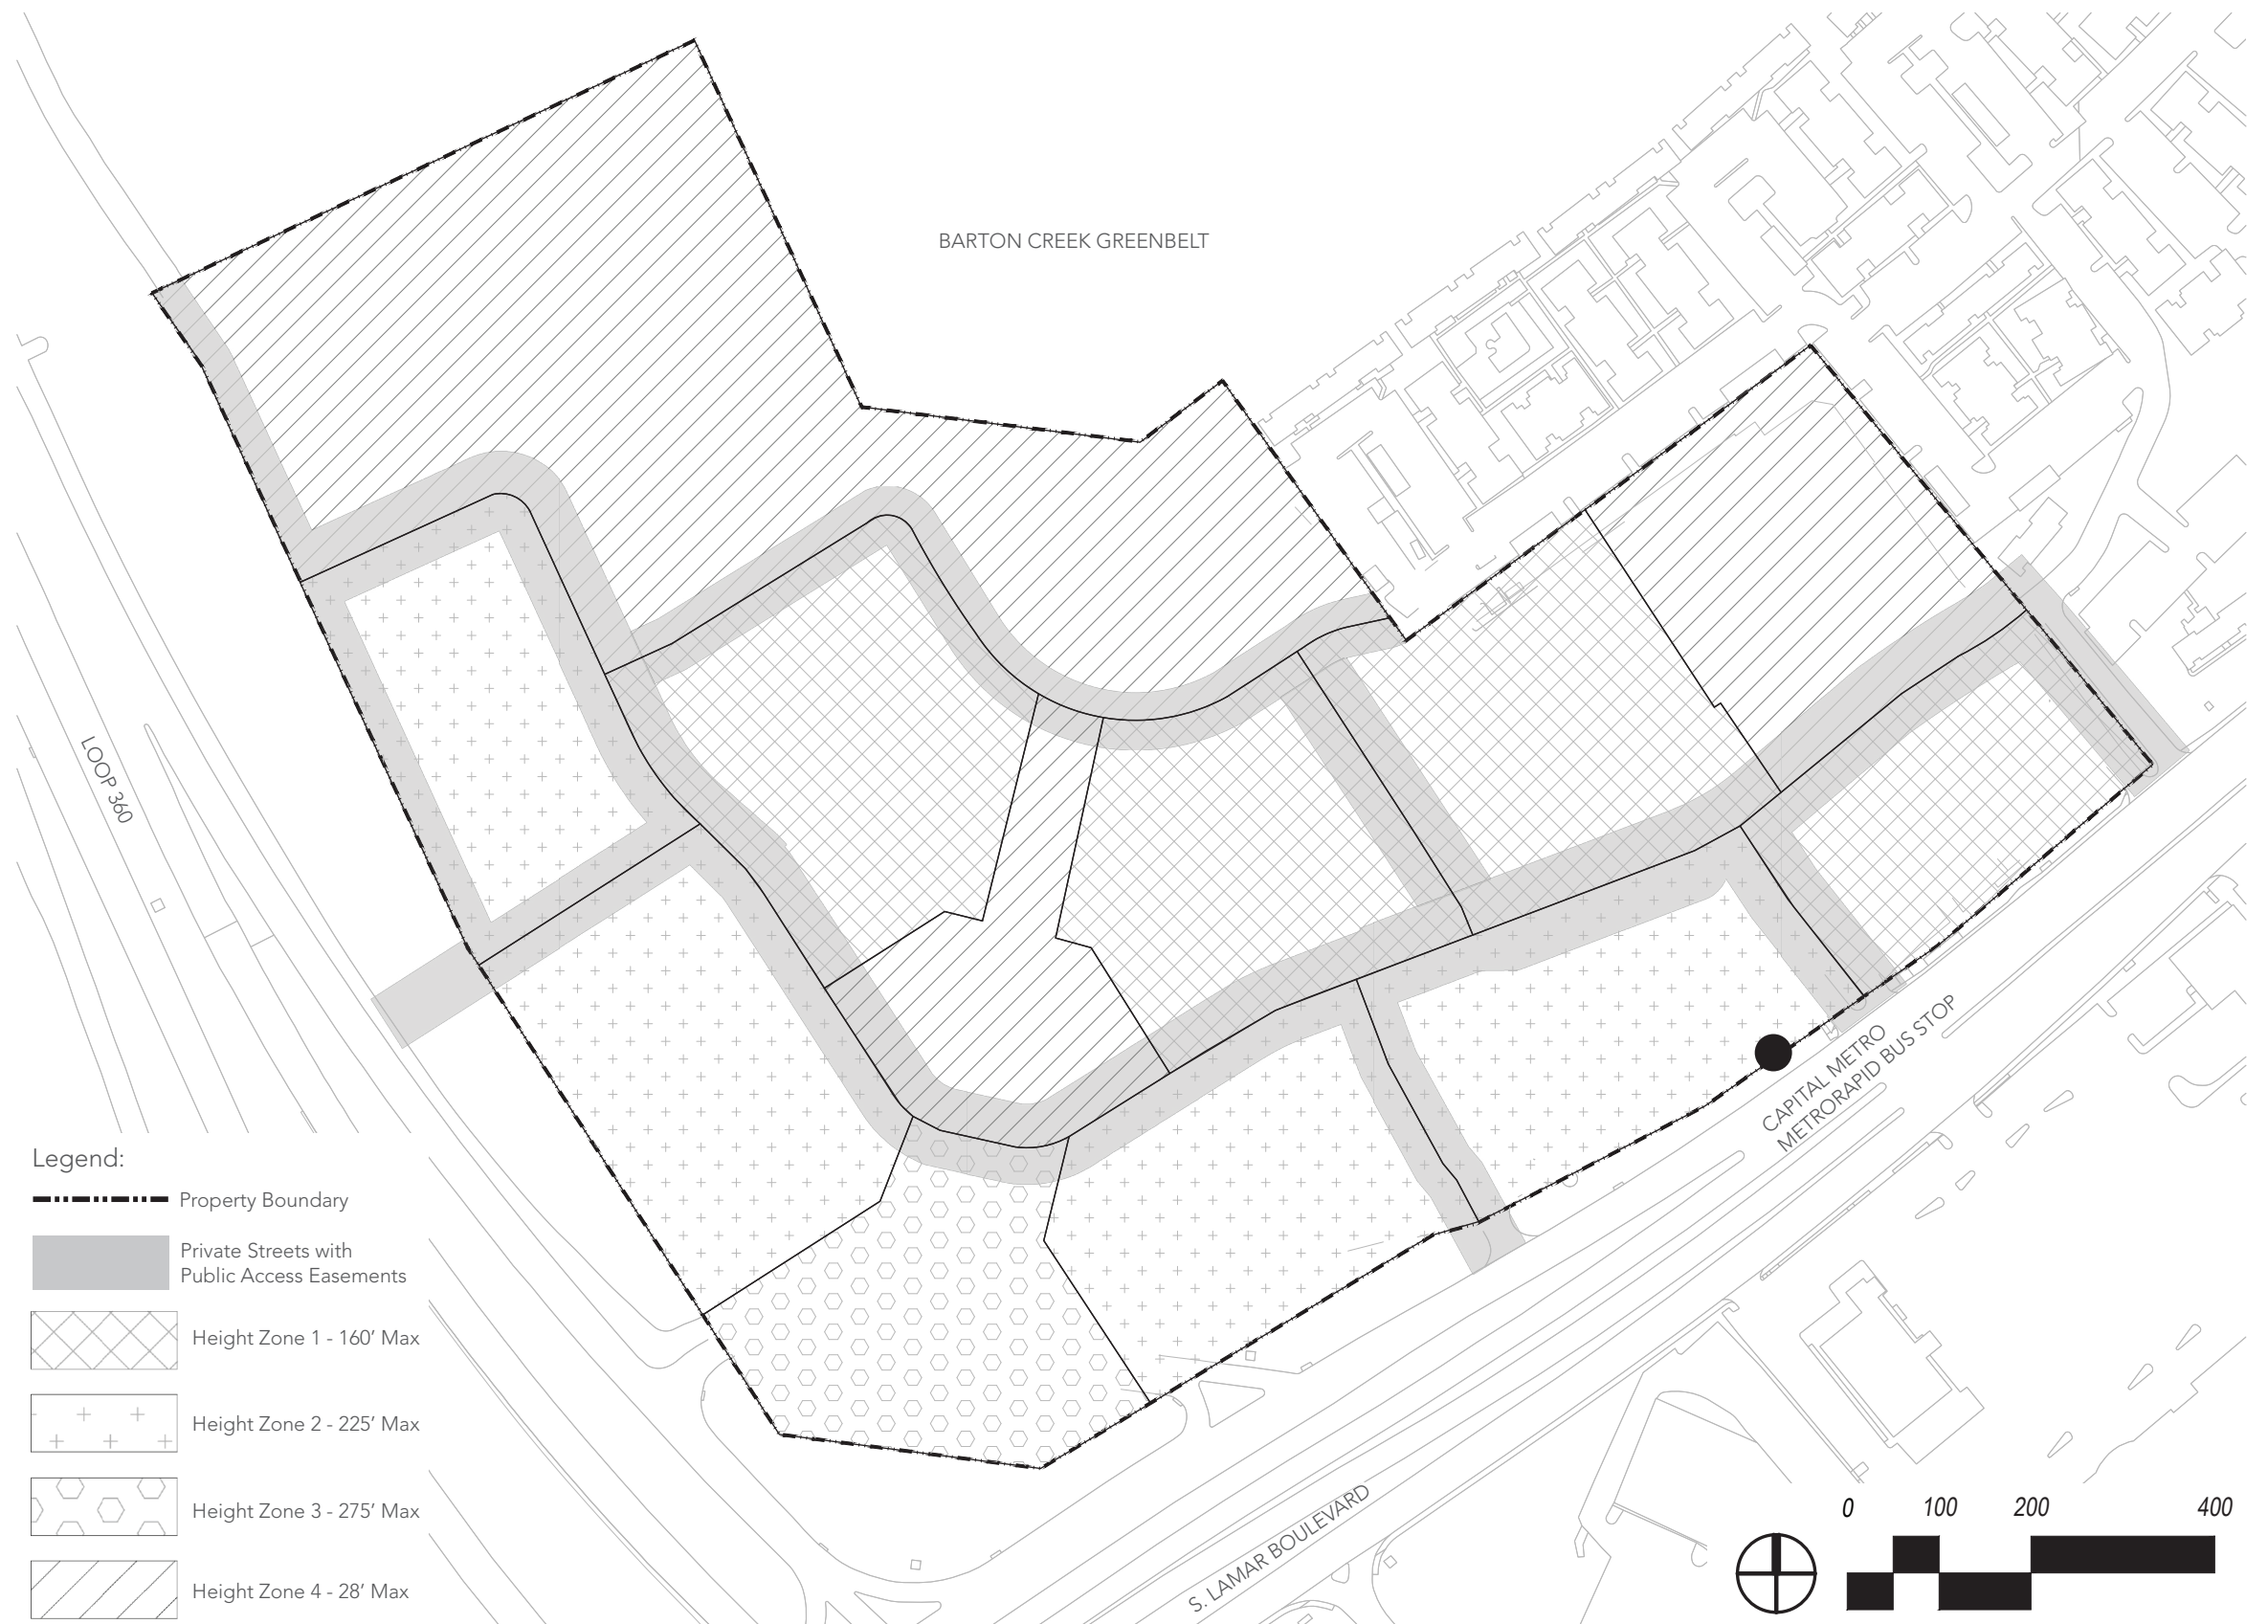 BARTON CREEK GREENBELT
LOOP 360
CAPITAL METRO
METRORAPID BUS STOP
S. LAMAR BOULEVARD
Legend:
Property Boundary
Private Streets with
Public Access Easements
Height Zone 1 - 160’ Max
Height Zone 2 - 225’ Max
Height Zone 3 - 275’ Max
Height Zone 4 - 28’ Max
0 100 200 400